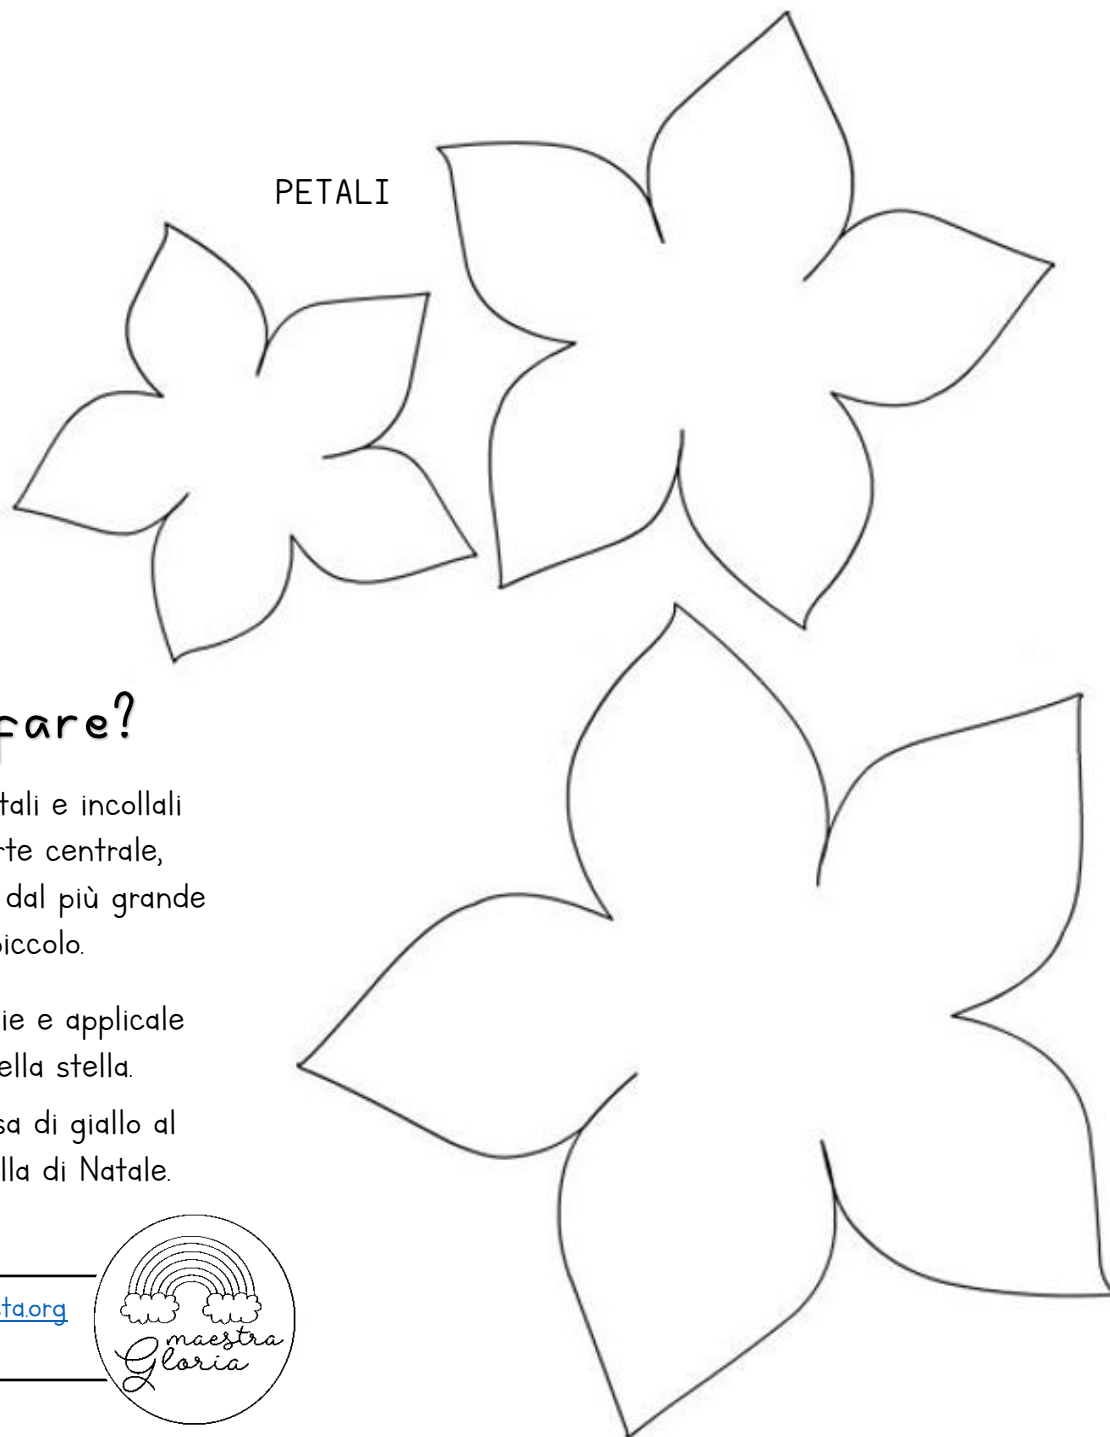 PETALI
fare?
tali e incollali
rte centrale,
dal più grande
piccolo.
ie e applicale
ella stella.
sa di giallo al
lla di Natale.
sta.org
maestra
Gloria